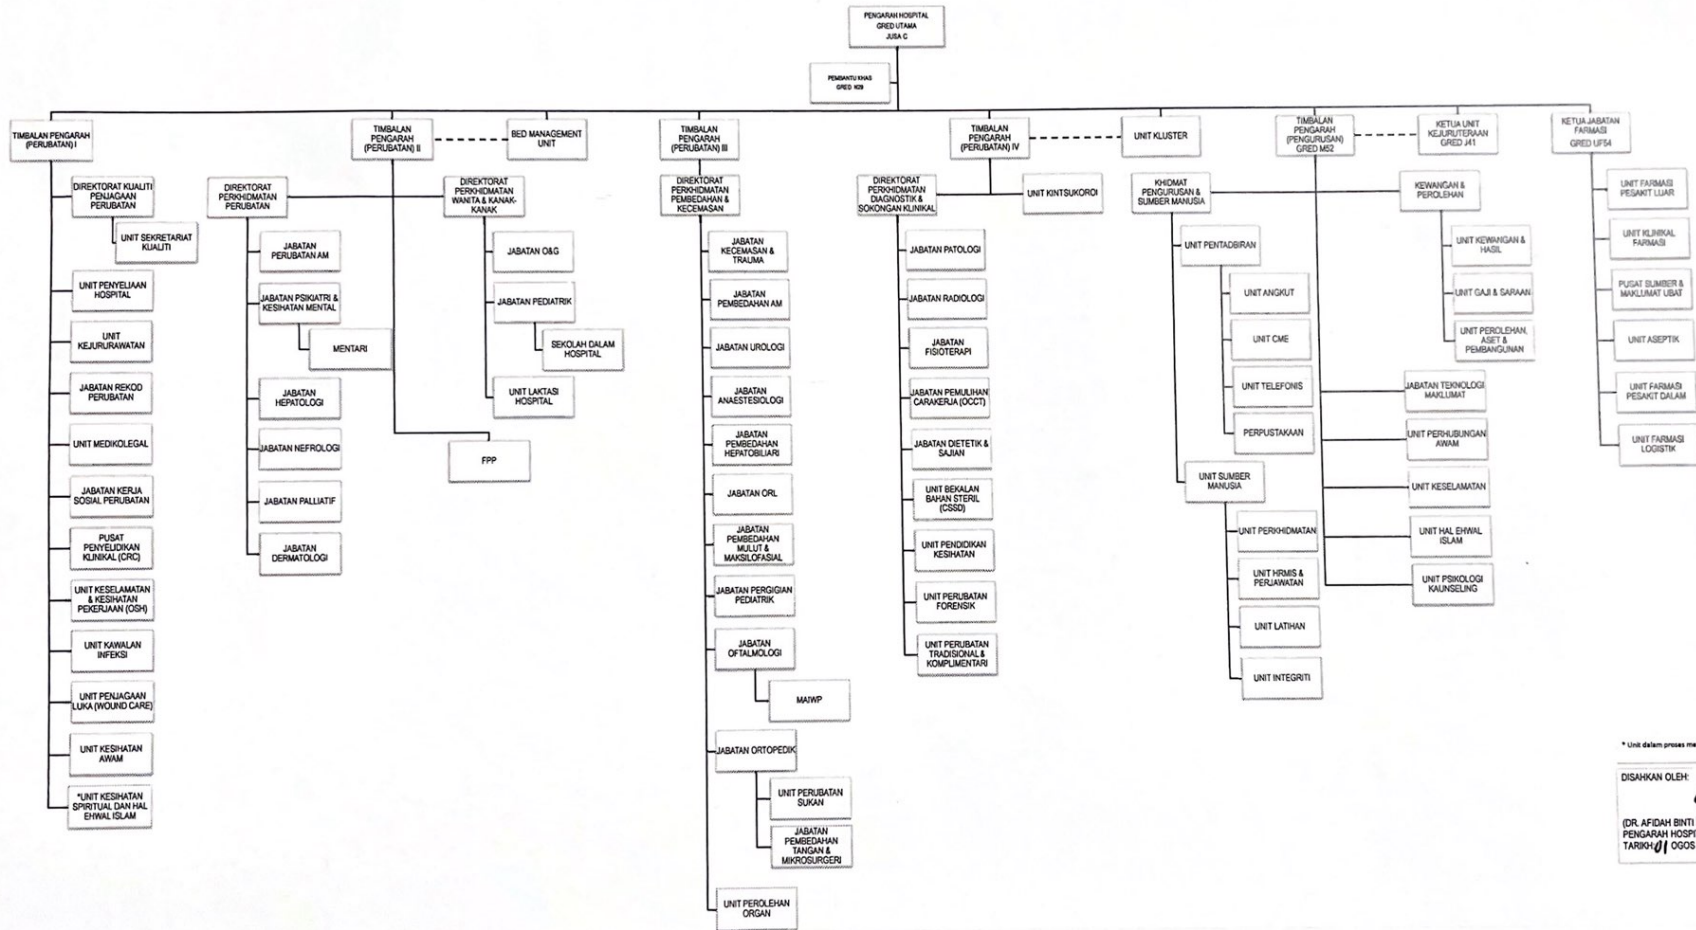 PENGARAH HOSPITAL
GRED UTAMA
JUSA C
PEMBANTU KHAS
GRED N29
TIMBALAN PENGARAH
(PERUBATAN) I
TIMBALAN
PENGARAH
(PERUBATAN) II
BED MANAGEMENT
UNIT
TIMBALAN
PENGARAH
(PERUBATAN) III
TIMBALAN
PENGARAH
(PERUBATAN) IV
UNIT KLUSTER
TIMBALAN
PENGARAH
(PENGURUSAN)
GRED M52
KETUA UNIT
KEJURUTERAAN
GRED J41
KETUA JABATAN
FARMASI
GRED UF54
DIREKTORAT KUALITI
PENJAGAAN
PERUBATAN
UNIT SEKRETARIAT
KUALITI
UNIT PENYELIAAN
HOSPITAL
UNIT
KEJURURAWATAN
JABATAN REKOD
PERUBATAN
UNIT MEDIKOLEGAL
JABATAN KERJA
SOSIAL PERUBATAN
PUSAT
PENYELIDIKAN
KLINIKAL (CRC)
UNIT KESELAMATAN
& KESIHATAN
PEKERJAAN (OSH)
UNIT KAWALAN
INFEKSI
UNIT PENJAGAAN
LUKA (WOUND CARE)
UNIT KESIHATAN
AWAM
*UNIT KESIHATAN
SPIRITUAL DAN HAL
EHWAL ISLAM
DIREKTORAT
PERKHIDMATAN
PERUBATAN
JABATAN
PERUBATAN AM
JABATAN PSIKIATRI &
KESIHATAN MENTAL
MENTARI
JABATAN
HEPATOLOGI
JABATAN NEFROLOGI
JABATAN PALLIATIF
JABATAN
DERMATOLOGI
DIREKTORAT
PERKHIDMATAN
WANITA & KANAK-
KANAK
JABATAN O&G
JABATAN PEDIATRIK
SEKOLAH DALAM
HOSPITAL
UNIT LAKTASI
HOSPITAL
FPP
DIREKTORAT
PERKHIDMATAN
PEMBEDAHAN &
KECEMASAN
JABATAN
KECEMASAN &
TRAUMA
JABATAN
PEMBEDAHAN AM
JABATAN UROLOGI
JABATAN
ANAESTESIOLOGI
JABATAN
PEMBEDAHAN
HEPATOBILIARI
JABATAN ORL
JABATAN
PEMBEDAHAN
MULUT &
MAKSILOFASIAL
JABATAN PERGIGIAN
PEDIATRIK
JABATAN
OFTALMOLOGI
MAIWP
JABATAN ORTOPEDIK
UNIT PERUBATAN
SUKAN
JABATAN
PEMBEDAHAN
TANGAN &
MIKROSURGERI
UNIT PEROLEHAN
ORGAN
DIREKTORAT
PERKHIDMATAN
DIAGNOSTIK &
SOKONGAN KLINIKAL
UNIT KINTSUKOROI
JABATAN PATOLOGI
JABATAN RADIOLOGI
JABATAN
FISIOTERAPI
JABATAN PEMULIHAN
CARAKERJA (OCCT)
JABATAN DIETETIK &
SAJIAN
UNIT BEKALAN
BAHAN STERIL
(CSSD)
UNIT PENDIDIKAN
KESIHATAN
UNIT PERUBATAN
FORENSIK
UNIT PERUBATAN
TRADISIONAL &
KOMPLIMENTARI
KHIDMAT
PENGURUSAN &
SUMBER MANUSIA
UNIT PENTADBIRAN
UNIT ANGKUT
UNIT CME
UNIT TELEFONIS
PERPUSTAKAAN
UNIT SUMBER
MANUSIA
UNIT PERKHIDMATAN
UNIT HRMIS &
PERJAWATAN
UNIT LATIHAN
UNIT INTEGRITI
KEWANGAN &
PEROLEHAN
UNIT KEWANGAN &
HASIL
UNIT GAJI & SARAAN
UNIT PEROLEHAN,
ASET &
PEMBANGUNAN
JABATAN TEKNOLOGI
MAKLUMAT
UNIT PERHUBUNGAN
AWAM
UNIT KESELAMATAN
UNIT HAL EHWAL
ISLAM
UNIT PSIKOLOGI
KAUNSELING
UNIT FARMASI
PESAKIT LUAR
UNIT KLINIKAL
FARMASI
PUSAT SUMBER &
MAKLUMAT UBAT
UNIT ASEPTIK
UNIT FARMASI
PESAKIT DALAM
UNIT FARMASI
LOGISTIK
* Unit dalam proses
DISAHKAN OLEH:
(DR. AFIDAH BINTI
PENGARAH
TARIKH: 01 OGOS